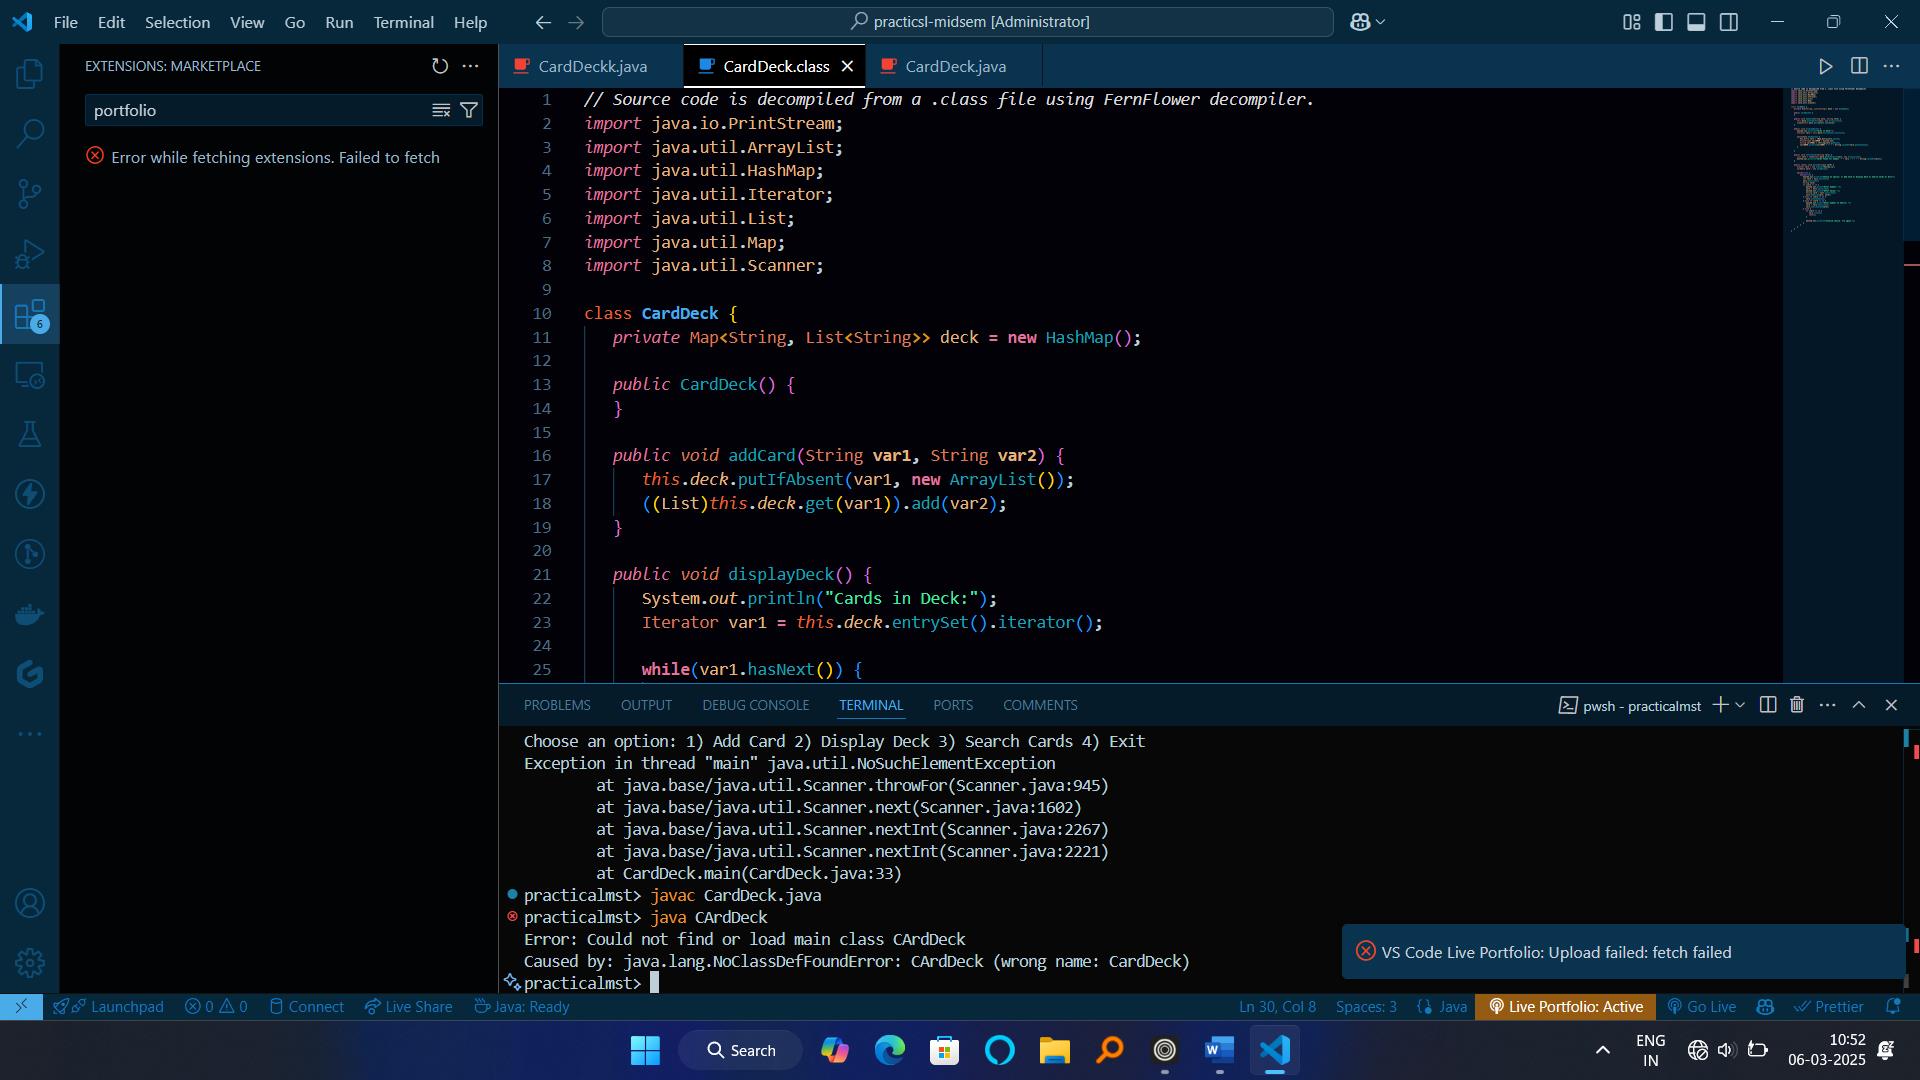 File Edit Selection View Go Run Terminal Help
practicsl-midsem [Administrator]
EXTENSIONS: MARKETPLACE
portfolio
Error while fetching extensions. Failed to fetch
6
CardDeckk.java CardDeck.class CardDeck.java
1 // Source code is decompiled from a .class file using FernFlower decompiler.
2 import java.io.PrintStream;
3 import java.util.ArrayList;
4 import java.util.HashMap;
5 import java.util.Iterator;
6 import java.util.List;
7 import java.util.Map;
8 import java.util.Scanner;
9
10 class CardDeck {
11 private Map<String, List<String>> deck = new HashMap();
12
13 public CardDeck() {
14 }
15
16 public void addCard(String var1, String var2) {
17 this.deck.putIfAbsent(var1, new ArrayList());
18 ((List)this.deck.get(var1)).add(var2);
19 }
20
21 public void displayDeck() {
22 System.out.println("Cards in Deck:");
23 Iterator var1 = this.deck.entrySet().iterator();
24
25 while(var1.hasNext()) {
PROBLEMS OUTPUT DEBUG CONSOLE TERMINAL PORTS COMMENTS
pwsh - practicalmst
Choose an option: 1) Add Card 2) Display Deck 3) Search Cards 4) Exit
Exception in thread "main" java.util.NoSuchElementException
at java.base/java.util.Scanner.throwFor(Scanner.java:945)
at java.base/java.util.Scanner.next(Scanner.java:1602)
at java.base/java.util.Scanner.nextInt(Scanner.java:2267)
at java.base/java.util.Scanner.nextInt(Scanner.java:2221)
at CardDeck.main(CardDeck.java:33)
practicalmst> javac CardDeck.java
practicalmst> java CArdDeck
Error: Could not find or load main class CArdDeck
Caused by: java.lang.NoClassDefFoundError: CArdDeck (wrong name: CardDeck)
practicalmst>
VS Code Live Portfolio: Upload failed: fetch failed
Launchpad 0 0 Connect Live Share Java: Ready
Ln 30, Col 8 Spaces: 3 Java Live Portfolio: Active Go Live Prettier
Search
ENG
IN
10:52
06-03-2025